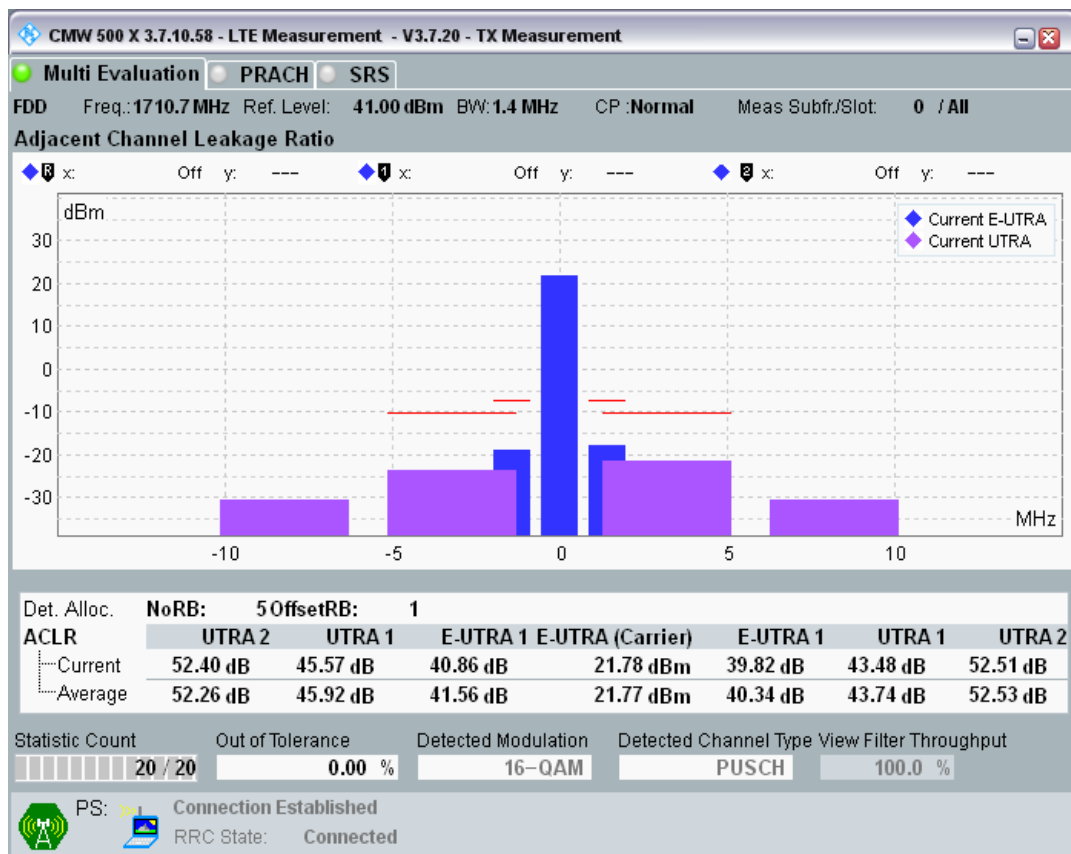 CMW 500 X 3.7.10.58 - LTE Measurement - V3.7.20 - TX Measurement
Multi Evaluation PRACH SRS
FDD Freq.:1710.7 MHz Ref. Level: 41.00 dBm BW:1.4 MHz CP :Normal Meas Subfr./Slot: 0 / All
Adjacent Channel Leakage Ratio
R x: Off y: --- 1 x: Off y: --- 2 x: Off y: ---
dBm
Current E-UTRA
Current UTRA
30
20
10
0
-10
-20
-30
MHz
-10 -5 0 5 10
Det. Alloc. NoRB: 5 OffsetRB: 1
ACLR UTRA 2 UTRA 1 E-UTRA 1 E-UTRA (Carrier) E-UTRA 1 UTRA 1 UTRA 2
Current 52.40 dB 45.57 dB 40.86 dB 21.78 dBm 39.82 dB 43.48 dB 52.51 dB
Average 52.26 dB 45.92 dB 41.56 dB 21.77 dBm 40.34 dB 43.74 dB 52.53 dB
Statistic Count Out of Tolerance Detected Modulation Detected Channel Type View Filter Throughput
20 / 20 0.00 % 16-QAM PUSCH 100.0 %
PS: Connection Established
RRC State: Connected